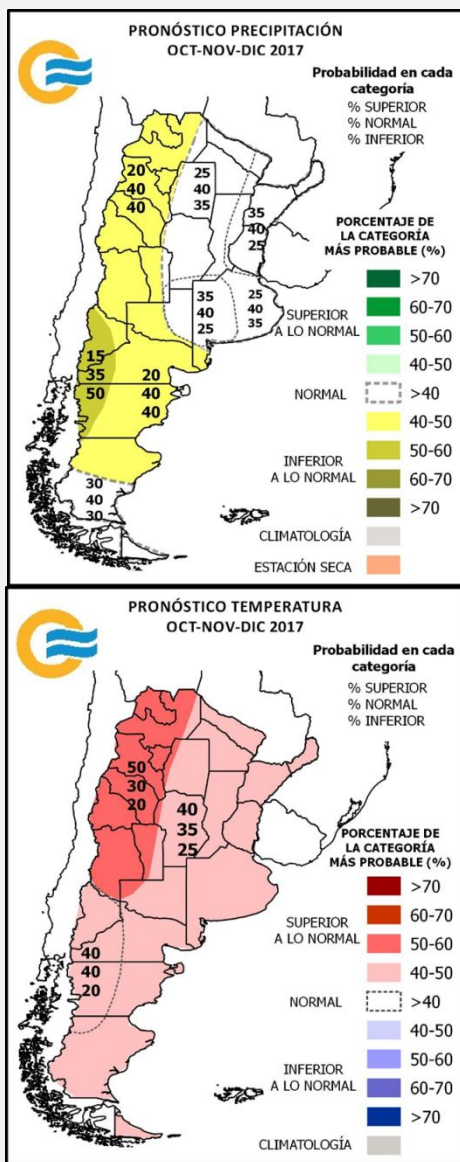 PRONÓSTICO PRECIPITACIÓN
OCT-NOV-DIC 2017
Probabilidad en cada
categoría
% SUPERIOR
% NORMAL
% INFERIOR
20
40
40
25
40
35
35
40
25
35
40
25
25
40
35
15
35
50
20
40
40
30
40
30
PORCENTAJE DE
LA CATEGORÍA
MÁS PROBABLE (%)
SUPERIOR
A LO NORMAL
>70
60-70
50-60
40-50
NORMAL
>40
INFERIOR
A LO NORMAL
40-50
50-60
60-70
>70
CLIMATOLOGÍA
ESTACIÓN SECA
PRONÓSTICO TEMPERATURA
OCT-NOV-DIC 2017
Probabilidad en cada
categoría
% SUPERIOR
% NORMAL
% INFERIOR
50
30
20
40
35
25
40
40
20
PORCENTAJE DE
LA CATEGORÍA
MÁS PROBABLE (%)
SUPERIOR
A LO NORMAL
>70
60-70
50-60
40-50
NORMAL
>40
INFERIOR
A LO NORMAL
40-50
50-60
60-70
>70
CLIMATOLOGÍA